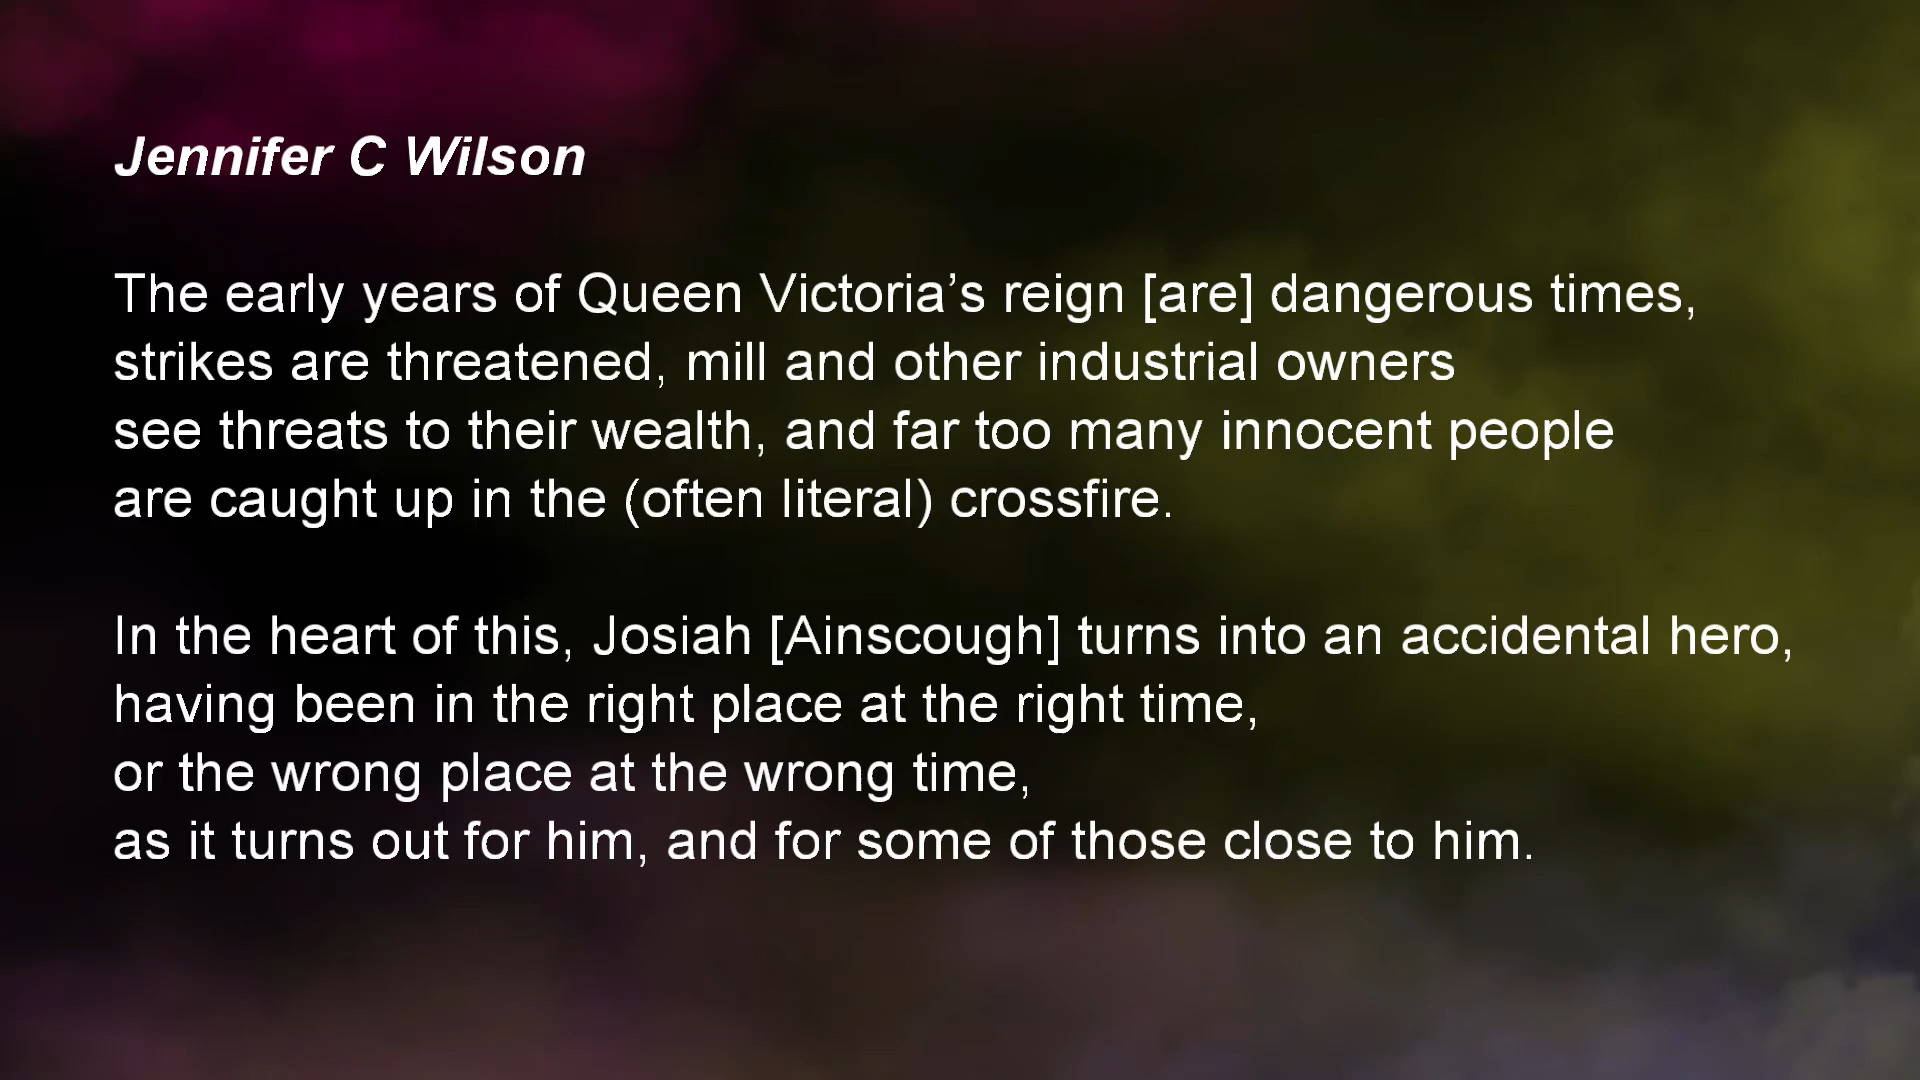 Jennifer C Wilson
The early years of Queen Victoria’s reign [are] dangerous times,
strikes are threatened, mill and other industrial owners
see threats to their wealth, and far too many innocent people
are caught up in the (often literal) crossfire.
In the heart of this, Josiah [Ainscough] turns into an accidental hero,
having been in the right place at the right time,
or the wrong place at the wrong time,
as it turns out for him, and for some of those close to him.